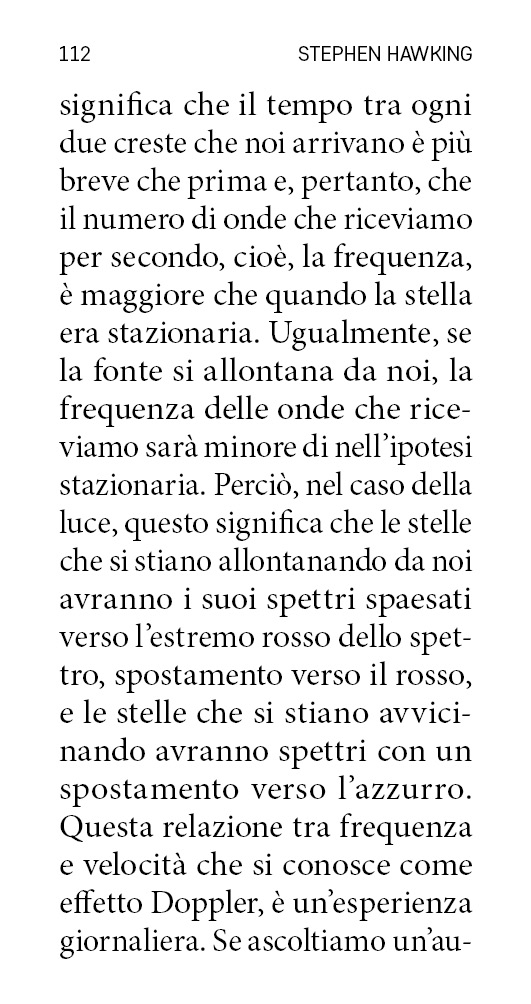 112 STEPHEN HAWKING
significa che il tempo tra ogni
due creste che noi arrivano è più
breve che prima e, pertanto, che
il numero di onde che riceviamo
per secondo, cioè, la frequenza,
è maggiore che quando la stella
era stazionaria. Ugualmente, se
la fonte si allontana da noi, la
frequenza delle onde che rice-
viamo sarà minore di nell’ipotesi
stazionaria. Perciò, nel caso della
luce, questo significa che le stelle
che si stiano allontanando da noi
avranno i suoi spettri spaesati
verso l’estremo rosso dello spet-
tro, spostamento verso il rosso,
e le stelle che si stiano avvici-
nando avranno spettri con un
spostamento verso l’azzurro.
Questa relazione tra frequenza
e velocità che si conosce come
effetto Doppler, è un’esperienza
giornaliera. Se ascoltiamo un’au-